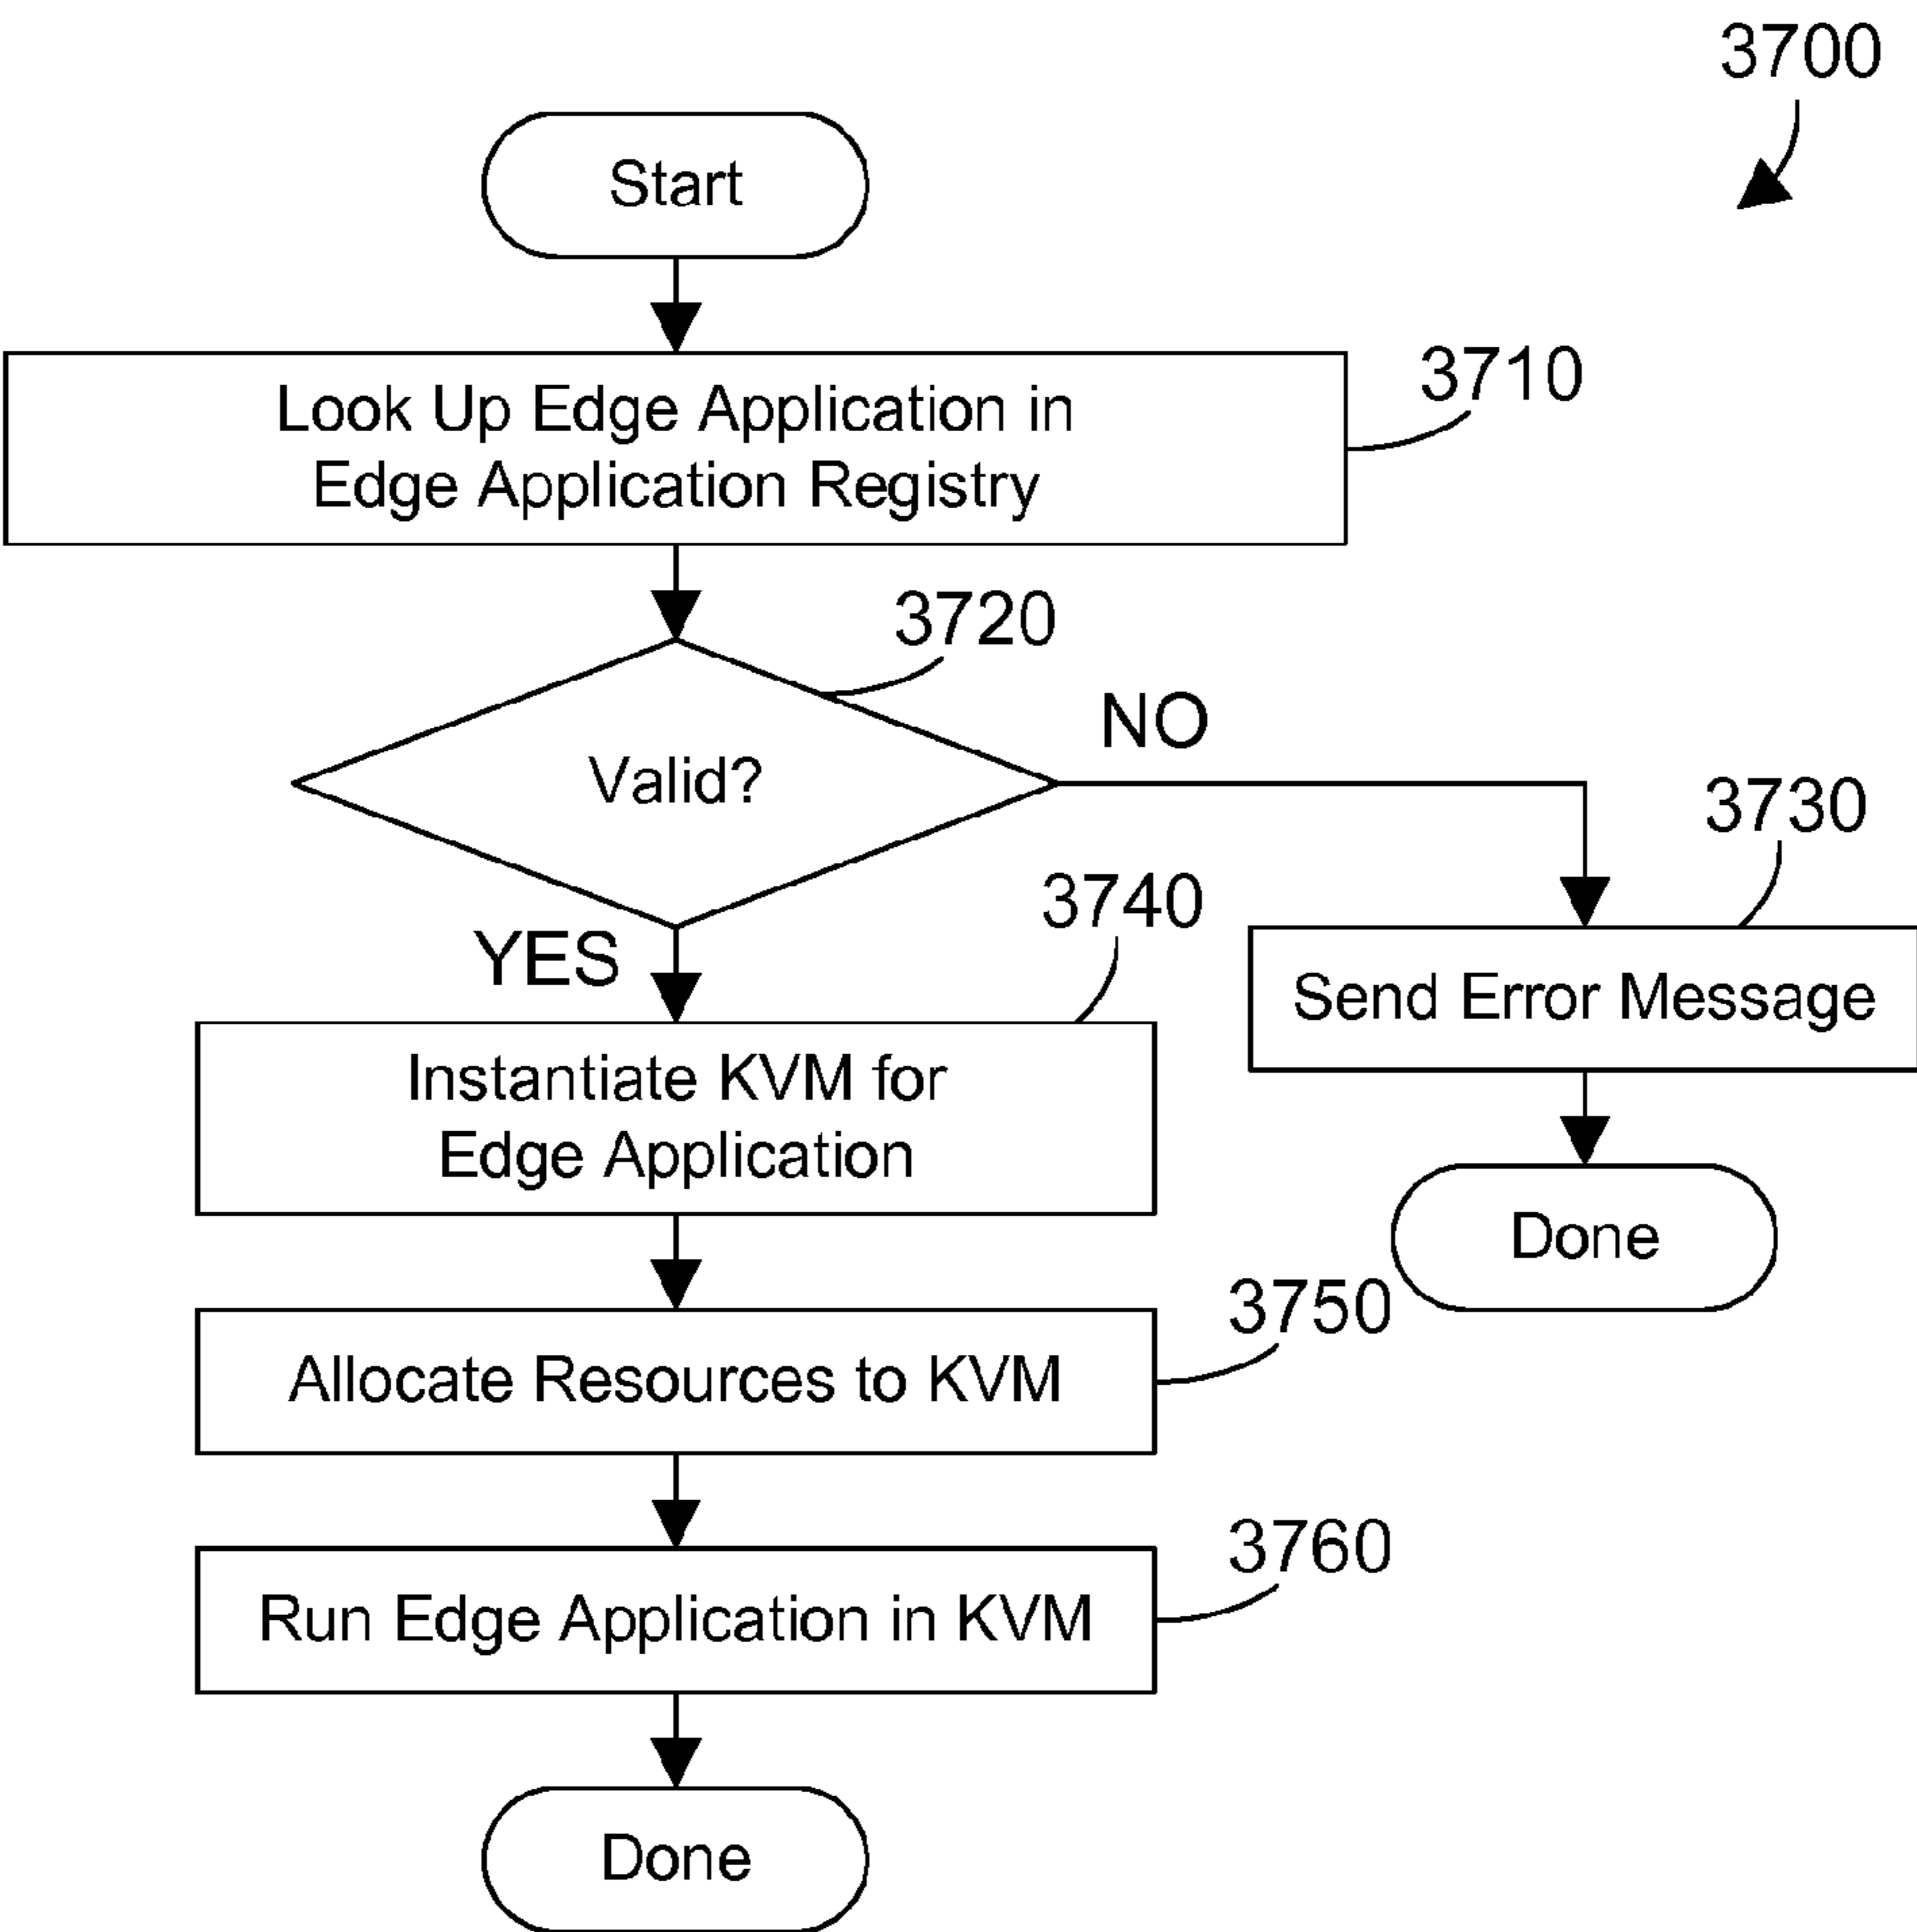 3700
Start
Look Up Edge Application in
Edge Application Registry
3710
3720
Valid?
NO
3730
YES
3740
Send Error Message
Instantiate KVM for
Edge Application
Done
3750
Allocate Resources to KVM
3760
Run Edge Application in KVM
Done